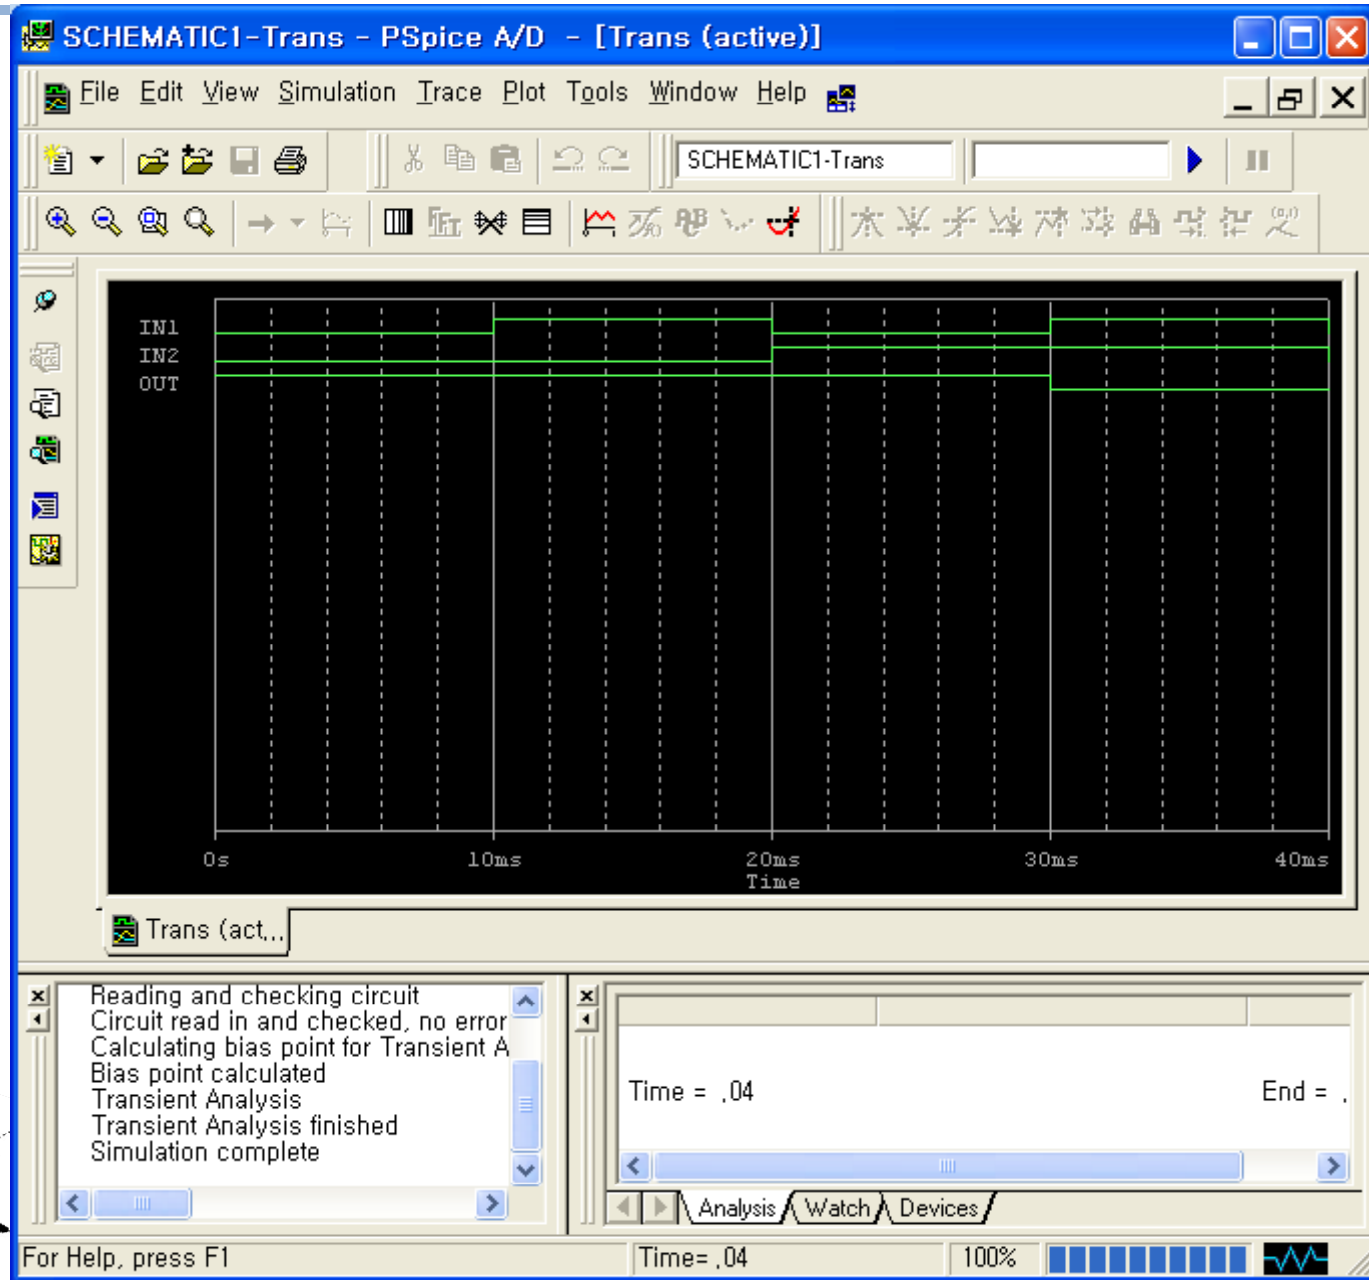 SCHEMATIC1-Trans - PSpice A/D - [Trans (active)]
File Edit View Simulation Trace Plot Tools Window Help
SCHEMATIC1-Trans
IN1
IN2
OUT
0s 10ms 20ms 30ms 40ms
Time
Trans (act,,,
Reading and checking circuit
Circuit read in and checked, no error
Calculating bias point for Transient A
Bias point calculated
Transient Analysis
Transient Analysis finished
Simulation complete
Time = ,04 End = ,
Analysis Watch Devices
For Help, press F1 Time= ,04 100%